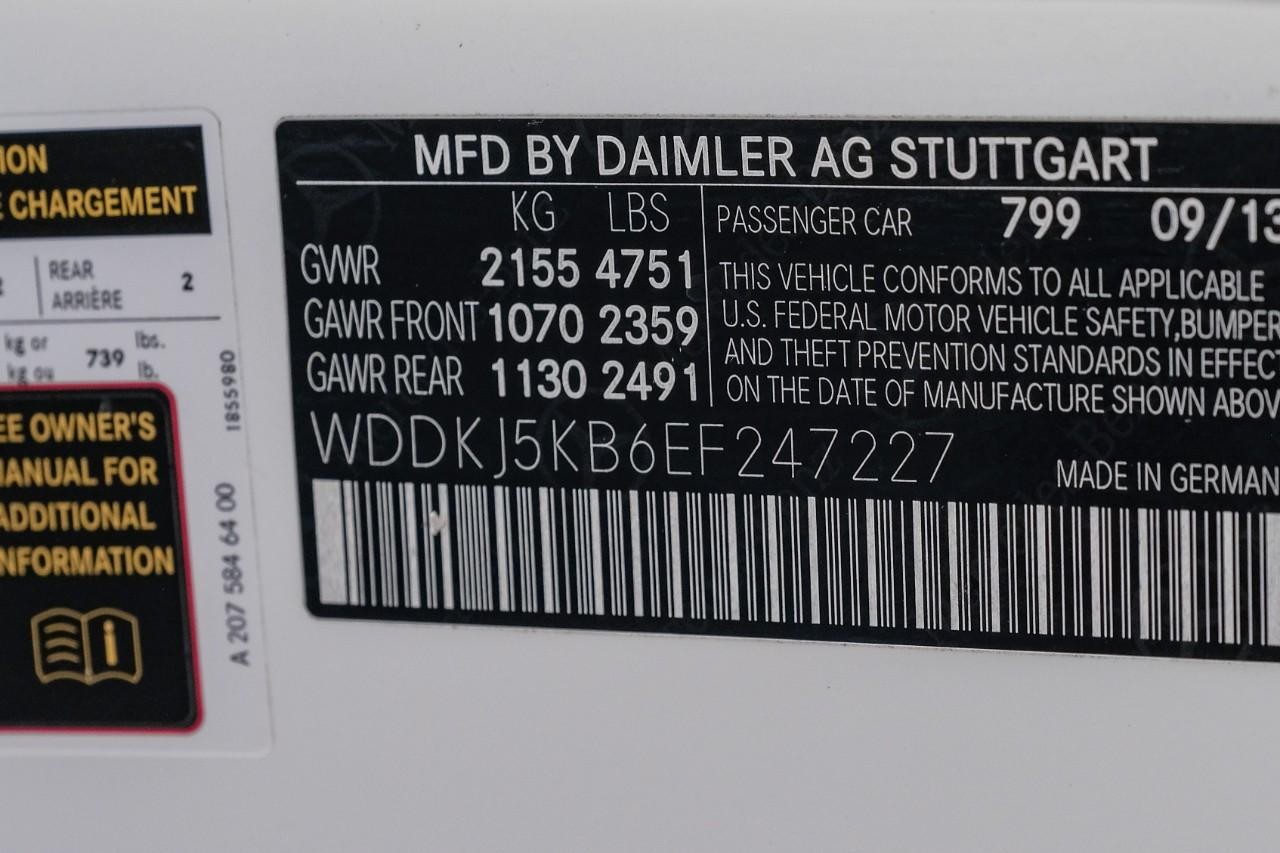 ION
E CHARGEMENT
REAR 2
ARRIÈRE
kg or 739 lbs.
kg ou lb.
EE OWNER'S
MANUAL FOR
ADDITIONAL
NFORMATION
A 207 584 64 00 1855980
MFD BY DAIMLER AG STUTTGART
KG LBS
GVWR 2155 4751
GAWR FRONT 1070 2359
GAWR REAR 1130 2491
PASSENGER CAR 799 09/13
THIS VEHICLE CONFORMS TO ALL APPLICABLE
U.S. FEDERAL MOTOR VEHICLE SAFETY,BUMPER
AND THEFT PREVENTION STANDARDS IN EFFECT
ON THE DATE OF MANUFACTURE SHOWN ABOV
WDDKJ5KB6EF247227
MADE IN GERMAN